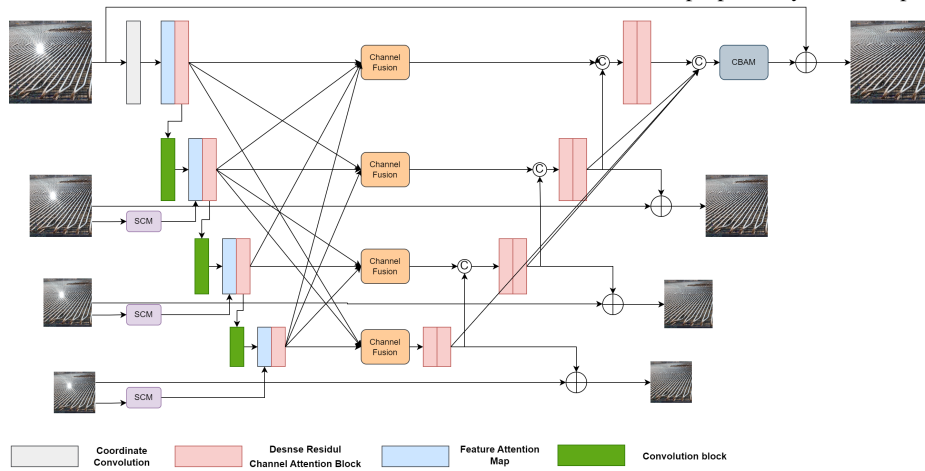 Channel
Fusion
C
C
CBAM
Channel
Fusion
C
SCM
Channel
Fusion
C
SCM
Channel
Fusion
SCM
Coordinate
Convolution
Desnse Residul
Channel Attention Block
Feature Attention
Map
Convolution block